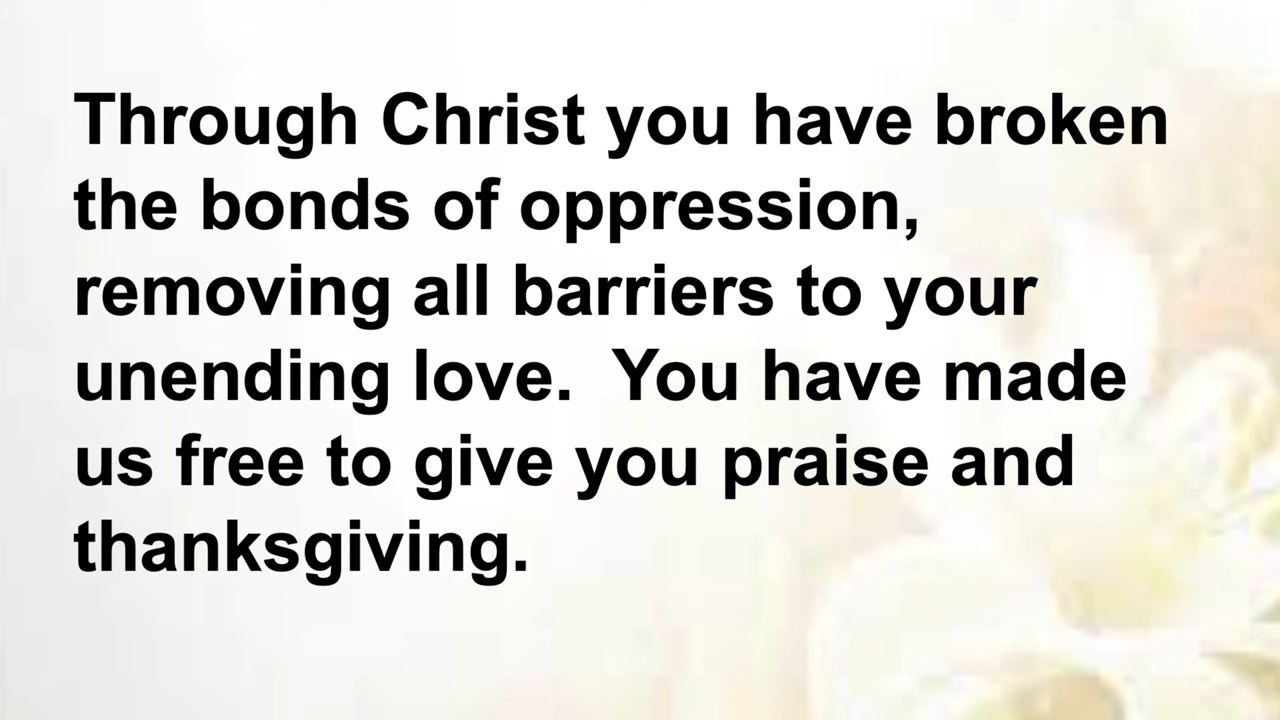 Through Christ you have broken
the bonds of oppression,
removing all barriers to your
unending love.  You have made
us free to give you praise and
thanksgiving.